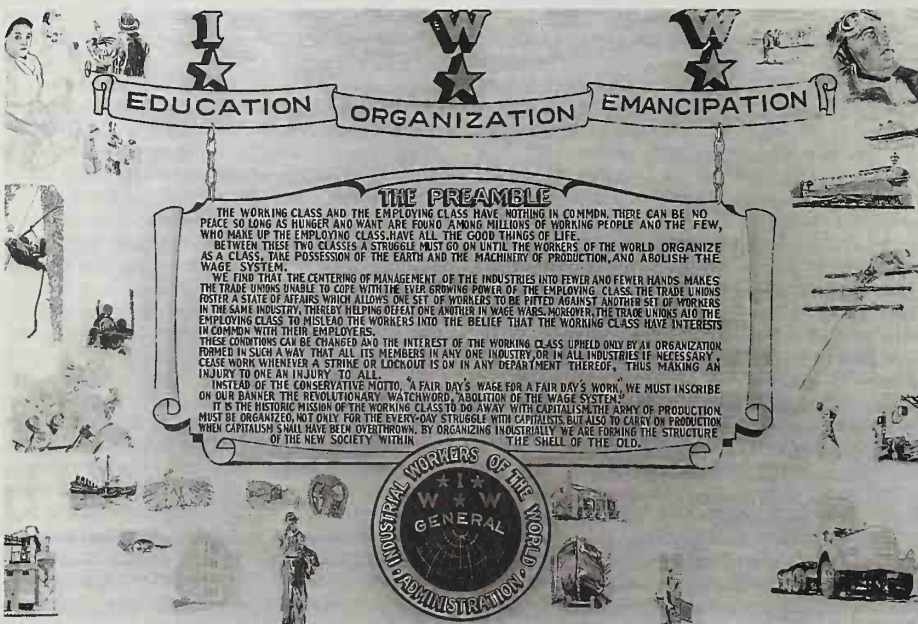 I W W
EDUCATION ORGANIZATION EMANCIPATION
THE PREAMBLE
THE WORKING CLASS AND THE EMPLOYING CLASS HAVE NOTHING IN COMMON. THERE CAN BE NO
PEACE SO LONG AS HUNGER AND WANT ARE FOUND AMONG MILLIONS OF WORKING PEOPLE AND THE FEW,
WHO MAKE UP THE EMPLOYING CLASS, HAVE ALL THE GOOD THINGS OF LIFE.
BETWEEN THESE TWO CLASSES A STRUGGLE MUST GO ON UNTIL THE WORKERS OF THE WORLD ORGANIZE
AS A CLASS, TAKE POSSESSION OF THE EARTH AND THE MACHINERY OF PRODUCTION, AND ABOLISH THE
WAGE SYSTEM.
WE FIND THAT THE CENTERING OF MANAGEMENT OF THE INDUSTRIES INTO FEWER AND FEWER HANDS MAKES
THE TRADE UNIONS UNABLE TO COPE WITH THE EVER GROWING POWER OF THE EMPLOYING CLASS. THE TRADE UNIONS
FOSTER A STATE OF AFFAIRS WHICH ALLOWS ONE SET OF WORKERS TO BE PITTED AGAINST ANOTHER SET OF WORKERS
IN THE SAME INDUSTRY, THEREBY HELPING DEFEAT ONE ANOTHER IN WAGE WARS. MOREOVER, THE TRADE UNIONS AID THE
EMPLOYING CLASS TO MISLEAD THE WORKERS INTO THE BELIEF THAT THE WORKING CLASS HAVE INTERESTS
IN COMMON WITH THEIR EMPLOYERS.
THESE CONDITIONS CAN BE CHANGED AND THE INTEREST OF THE WORKING CLASS UPHELD ONLY BY AN ORGANIZATION
FORMED IN SUCH A WAY THAT ALL ITS MEMBERS IN ANY ONE INDUSTRY, OR IN ALL INDUSTRIES IF NECESSARY,
CEASE WORK WHENEVER A STRIKE OR LOCKOUT IS ON IN ANY DEPARTMENT THEREOF, THUS MAKING AN
INJURY TO ONE AN INJURY TO ALL.
INSTEAD OF THE CONSERVATIVE MOTTO, "A FAIR DAY'S WAGE FOR A FAIR DAY'S WORK," WE MUST INSCRIBE
ON OUR BANNER THE REVOLUTIONARY WATCHWORD, "ABOLITION OF THE WAGE SYSTEM."
IT IS THE HISTORIC MISSION OF THE WORKING CLASS TO DO AWAY WITH CAPITALISM. THE ARMY OF PRODUCTION
MUST BE ORGANIZED, NOT ONLY FOR THE EVERY-DAY STRUGGLE WITH CAPITALISTS, BUT ALSO TO CARRY ON PRODUCTION
WHEN CAPITALISM SHALL HAVE BEEN OVERTHROWN. BY ORGANIZING INDUSTRIALLY WE ARE FORMING THE STRUCTURE
OF THE NEW SOCIETY WITHIN THE SHELL OF THE OLD.
INDUSTRIAL WORKERS OF THE WORLD
I
W W
GENERAL
ADMINISTRATION